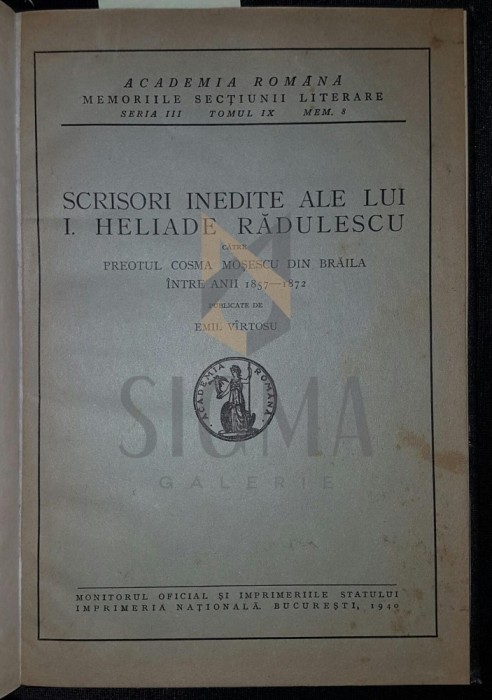 ACADEMIA ROMÂNĂ
MEMORIILE SECȚIUNII LITERARE
SERIA III TOMUL IX MEM. 8
SCRISORI INEDITE ALE LUI
I. HELIADE RĂDULESCU
CĂTRE
PREOTUL COSMA MOȘESCU DIN BRĂILA
ÎNTRE ANII 1857—1872
PUBLICATE DE
EMIL VÎRTOSU
ACADEMIA ROMÂNĂ
SIGMA
GALERIE
MONITORUL OFICIAL ȘI IMPRIMERIILE STATULUI
IMPRIMERIA NAȚIONALĂ. BUCUREȘTI, 1940